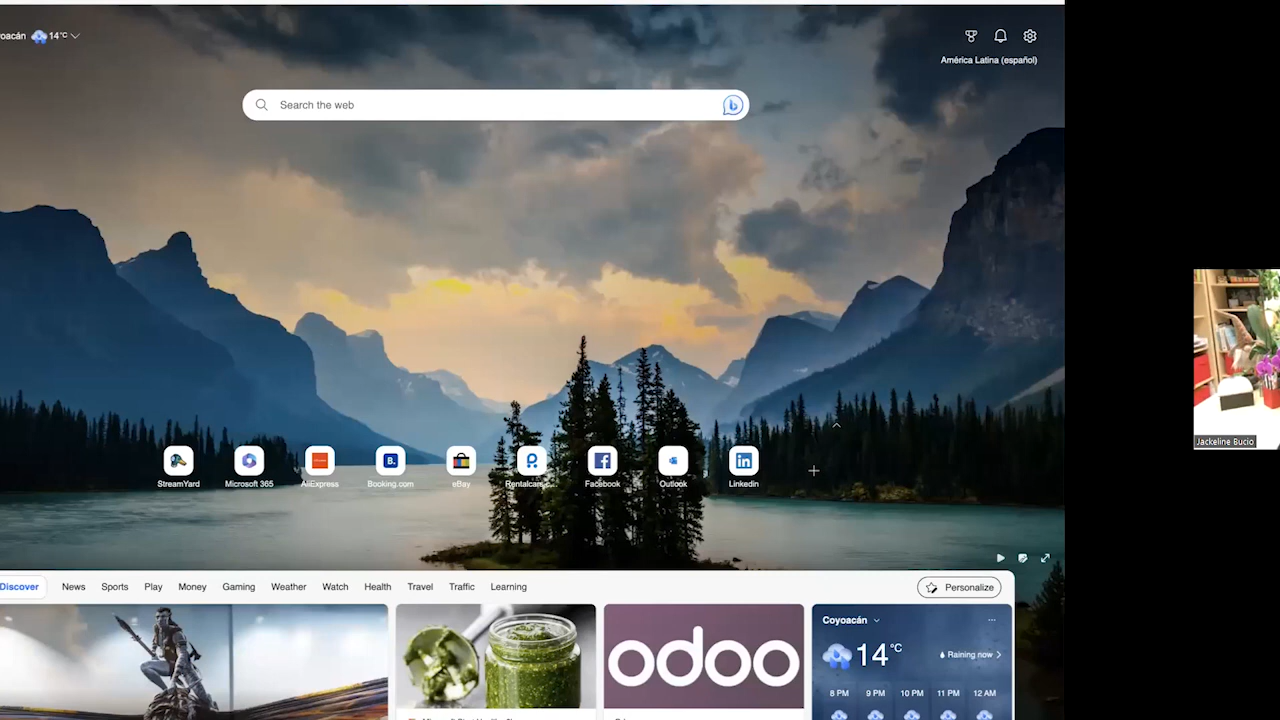 oacán 14°C
América Latina (español)
Search the web
StreamYard
Microsoft 365
AliExpress
Booking.com
eBay
Rentalcars.c...
Facebook
Outlook
Linkedin
Jackeline Bucio
Discover
News
Sports
Play
Money
Gaming
Weather
Watch
Health
Travel
Traffic
Learning
Personalize
odoo
Coyoacán
14°C
Raining now
8 PM 9 PM 10 PM 11 PM 12 AM